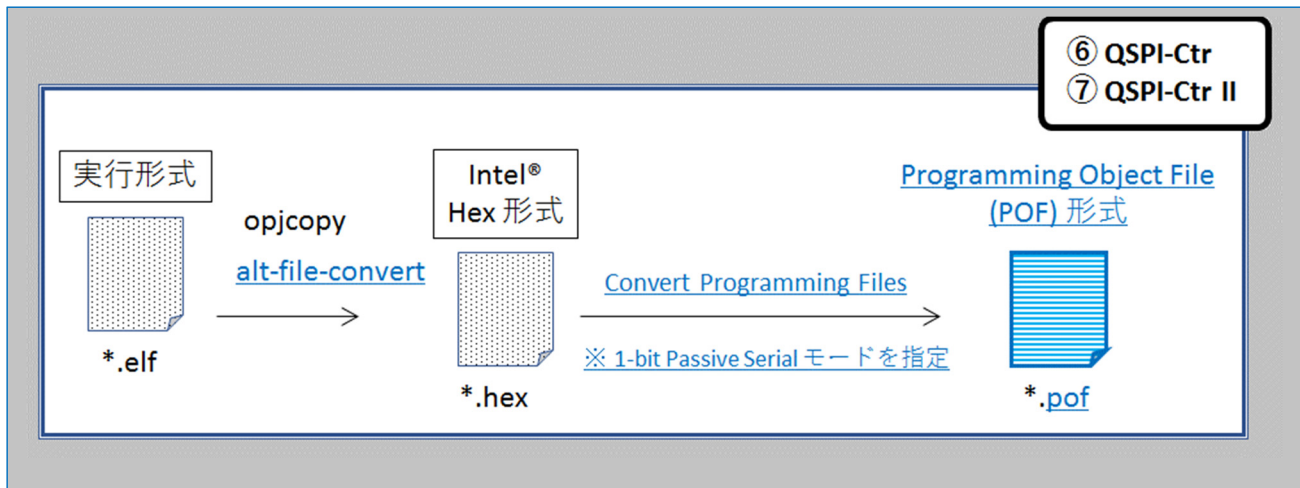 ⑥ QSPI-Ctr
⑦ QSPI-Ctr II
実行形式
opjcopy
alt-file-convert
*.elf
Intel®
Hex 形式
*.hex
Convert Programming Files
※ 1-bit Passive Serial モードを指定
Programming Object File
(POF) 形式
*.pof